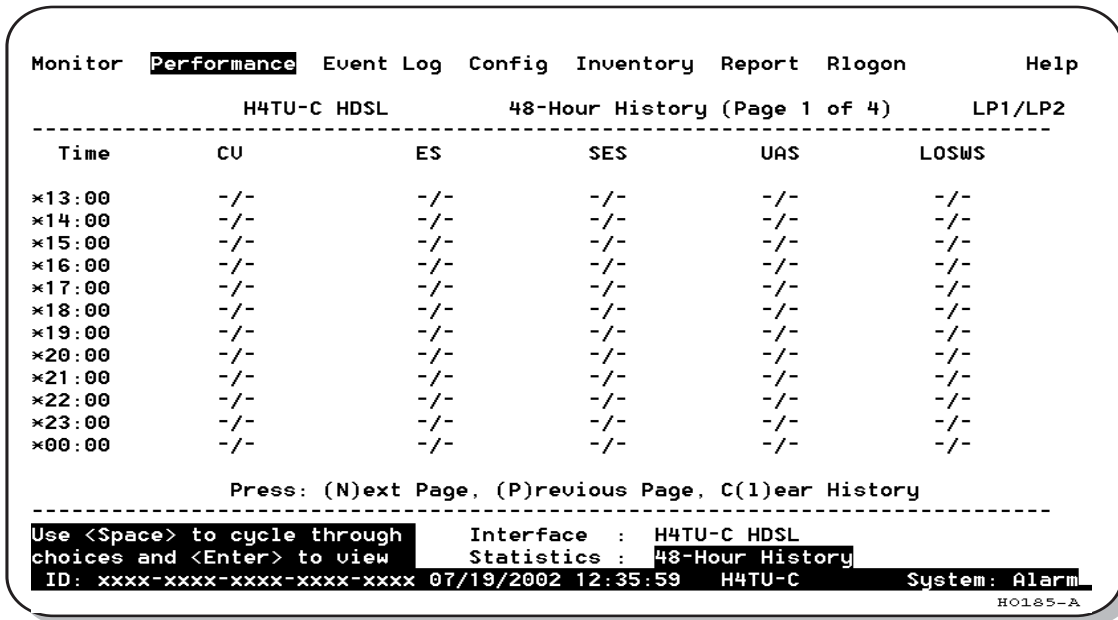 Monitor Performance Event Log Config Inventory Report Rlogon Help
H4TU-C HDSL 48-Hour History (Page 1 of 4) LP1/LP2
--------------------------------------------------------------------------------
Time CV ES SES UAS LOSWS
*13:00 -/- -/- -/- -/- -/-
*14:00 -/- -/- -/- -/- -/-
*15:00 -/- -/- -/- -/- -/-
*16:00 -/- -/- -/- -/- -/-
*17:00 -/- -/- -/- -/- -/-
*18:00 -/- -/- -/- -/- -/-
*19:00 -/- -/- -/- -/- -/-
*20:00 -/- -/- -/- -/- -/-
*21:00 -/- -/- -/- -/- -/-
*22:00 -/- -/- -/- -/- -/-
*23:00 -/- -/- -/- -/- -/-
*00:00 -/- -/- -/- -/- -/-
Press: (N)ext Page, (P)revious Page, C(l)ear History
--------------------------------------------------------------------------------
Use <Space> to cycle through Interface : H4TU-C HDSL
choices and <Enter> to view Statistics : 48-Hour History
ID: xxxx-xxxx-xxxx-xxxx-xxxx 07/19/2002 12:35:59 H4TU-C System: Alarm
HO185-A